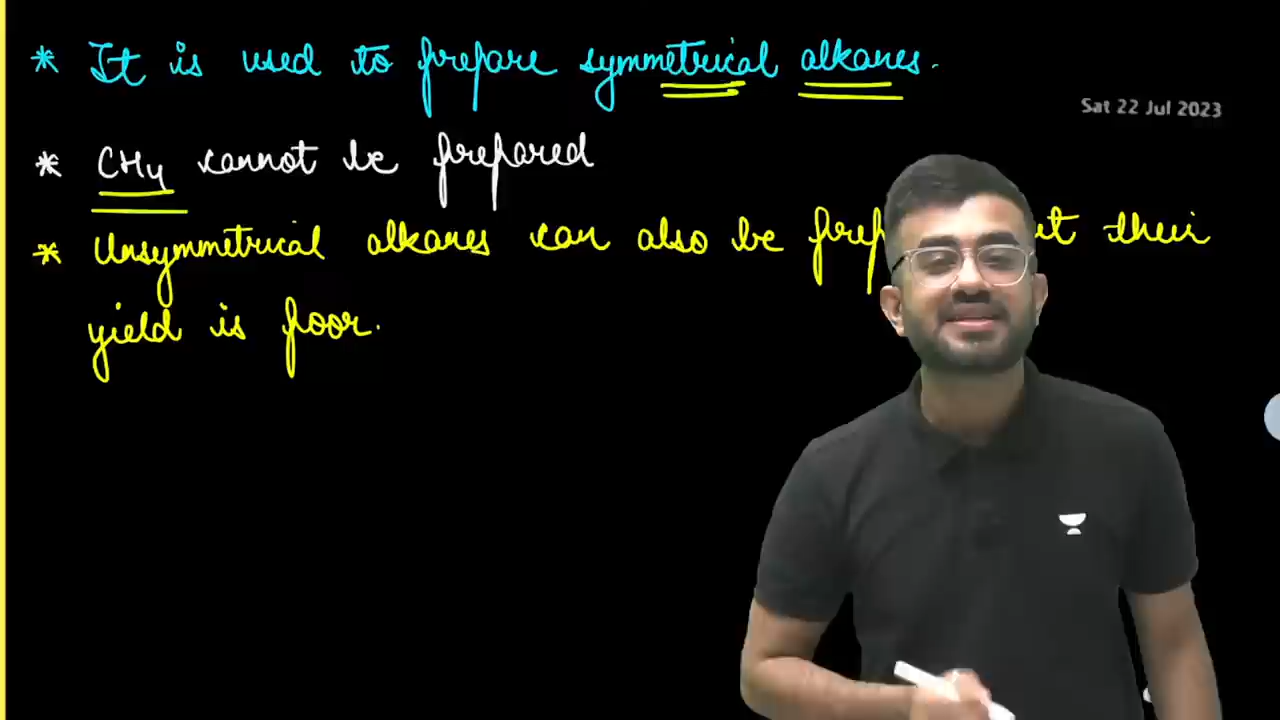 * It is used to prepare symmetrical alkanes.
Sat 22 Jul 2023
* CH4 cannot be prepared
* Unsymmetrical alkanes can also be their
yield is poor.